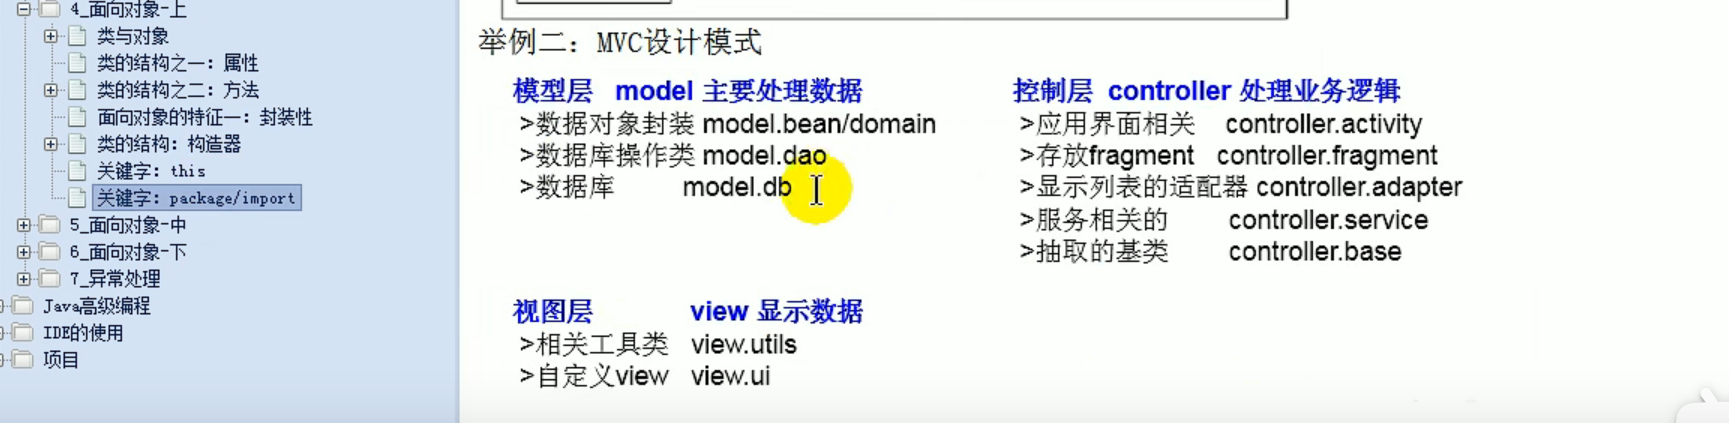 4_面向对象-上
类与对象
类的结构之一：属性
类的结构之二：方法
面向对象的特征一：封装性
类的结构：构造器
关键字：this
关键字：package/import
5_面向对象-中
6_面向对象-下
7_异常处理
Java高级编程
IDE的使用
项目
举例二：MVC设计模式
模型层 model 主要处理数据
>数据对象封装 model.bean/domain
>数据库操作类 model.dao
>数据库 model.db
控制层 controller 处理业务逻辑
>应用界面相关 controller.activity
>存放fragment controller.fragment
>显示列表的适配器 controller.adapter
>服务相关的 controller.service
>抽取的基类 controller.base
视图层 view 显示数据
>相关工具类 view.utils
>自定义view view.ui